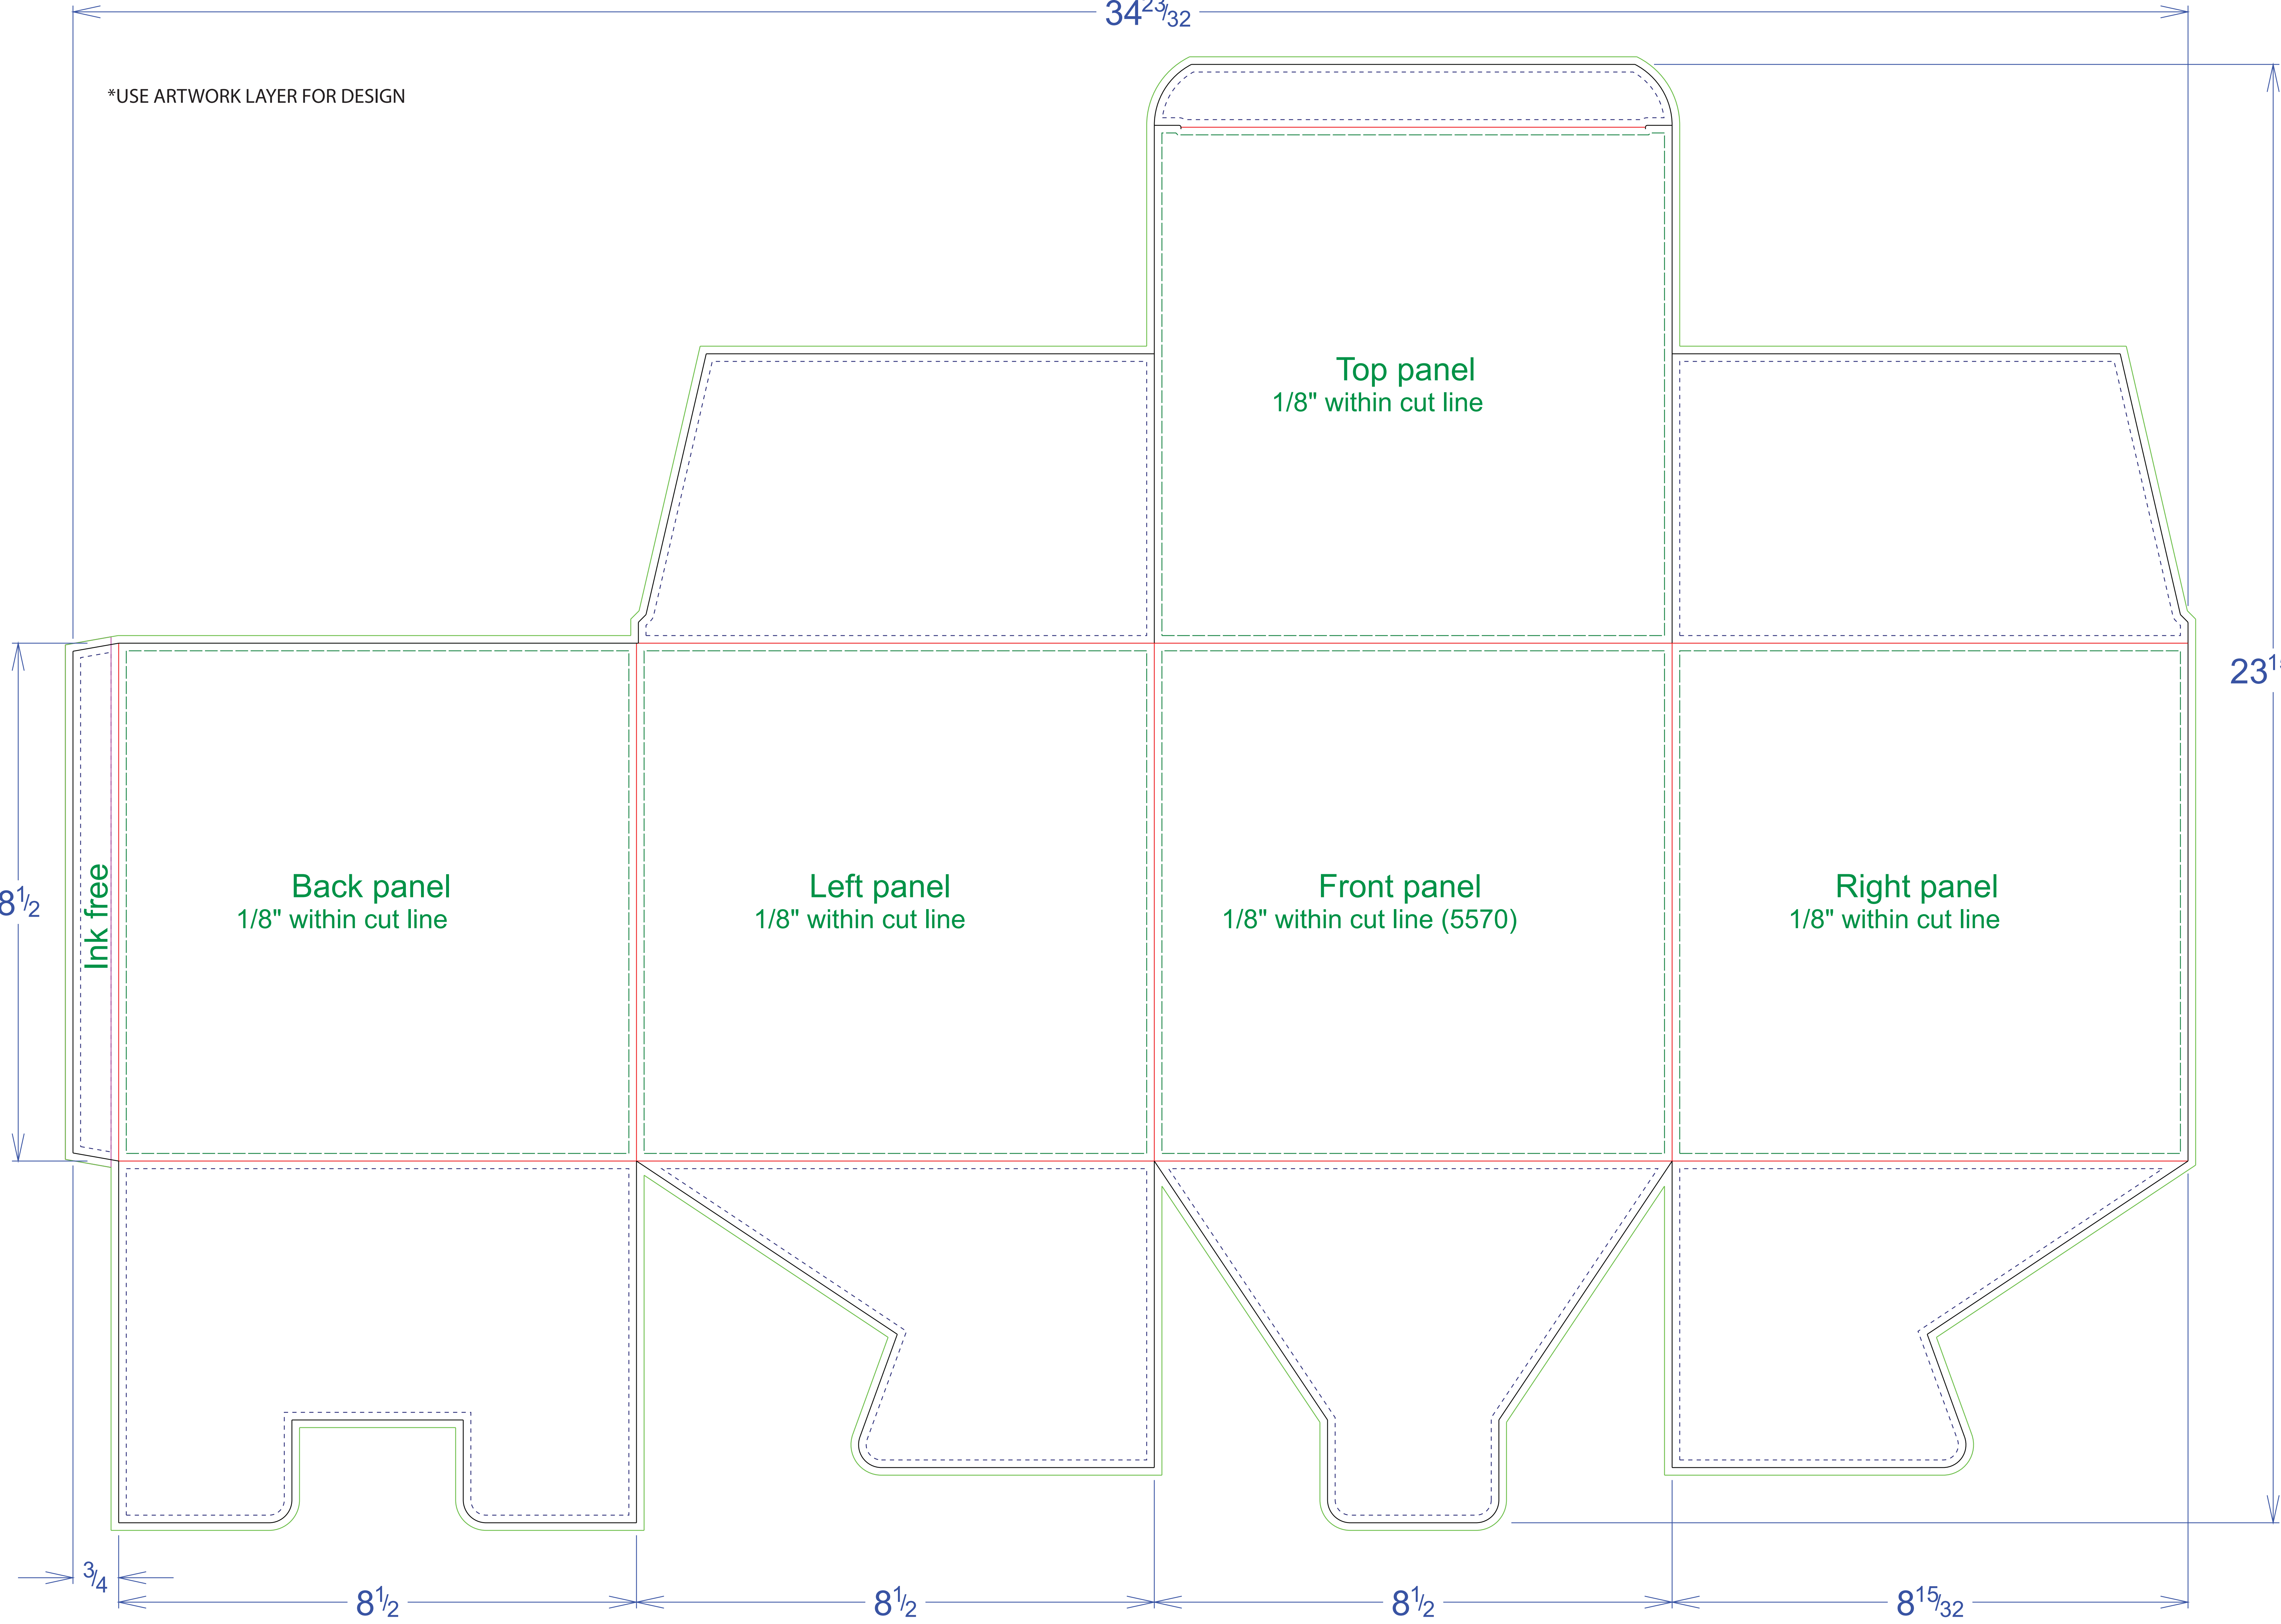 34 23/32
*USE ARTWORK LAYER FOR DESIGN
Top panel
1/8" within cut line
23
8 1/2
Ink free
Back panel
1/8" within cut line
Left panel
1/8" within cut line
Front panel
1/8" within cut line (5570)
Right panel
1/8" within cut line
3/4
8 1/2
8 1/2
8 1/2
8 15/32